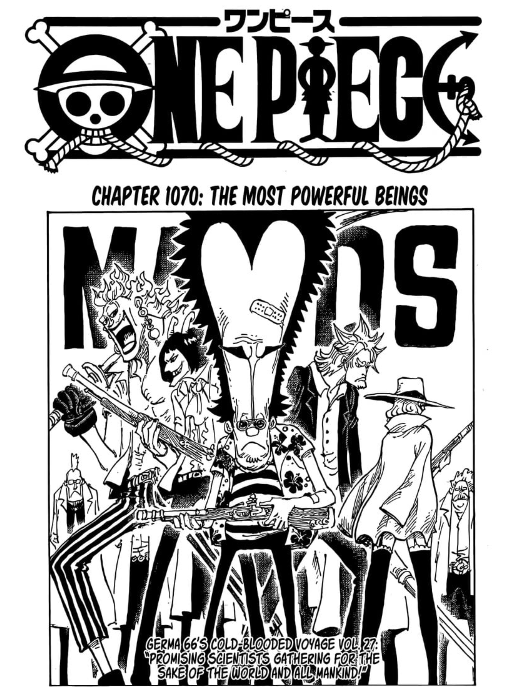 ワンピース
ONE PIECE
CHAPTER 1070: THE MOST POWERFUL BEINGS
MADS
GERMA 66'S COLD-BLOODED VOYAGE VOL. 27:
"PROMISING SCIENTISTS GATHERING FOR THE
SAKE OF THE WORLD AND ALL MANKIND!"